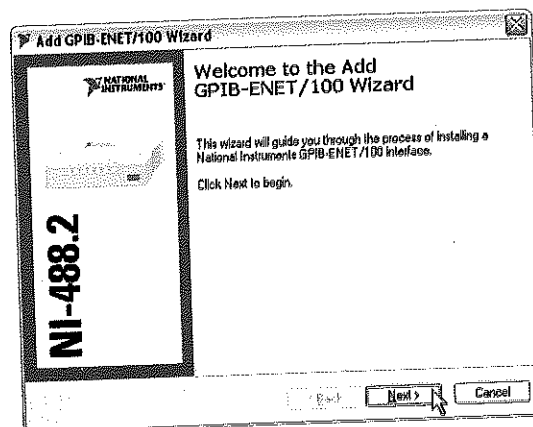 Add GPIB-ENET/100 Wizard
NATIONAL
INSTRUMENTS
NI-488.2
Welcome to the Add
GPIB-ENET/100 Wizard
This wizard will guide you through the process of installing a
National Instruments GPIB-ENET/100 interface.
Click Next to begin.
Back
Next >
Cancel